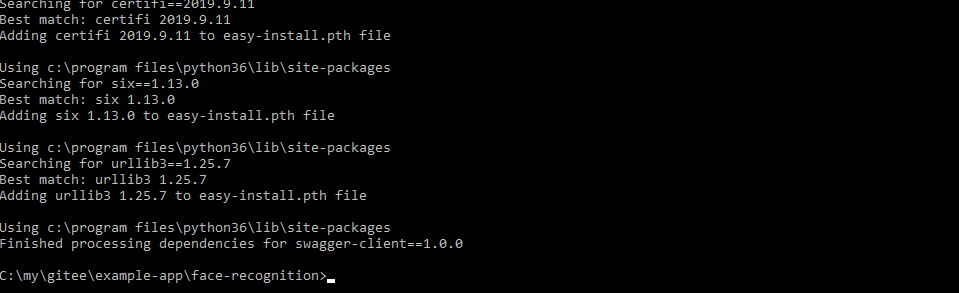 Searching for certifi==2019.9.11
Best match: certifi 2019.9.11
Adding certifi 2019.9.11 to easy-install.pth file
Using c:\program files\python36\lib\site-packages
Searching for six==1.13.0
Best match: six 1.13.0
Adding six 1.13.0 to easy-install.pth file
Using c:\program files\python36\lib\site-packages
Searching for urllib3==1.25.7
Best match: urllib3 1.25.7
Adding urllib3 1.25.7 to easy-install.pth file
Using c:\program files\python36\lib\site-packages
Finished processing dependencies for swagger-client==1.0.0
C:\my\gitee\example-app\face-recognition>